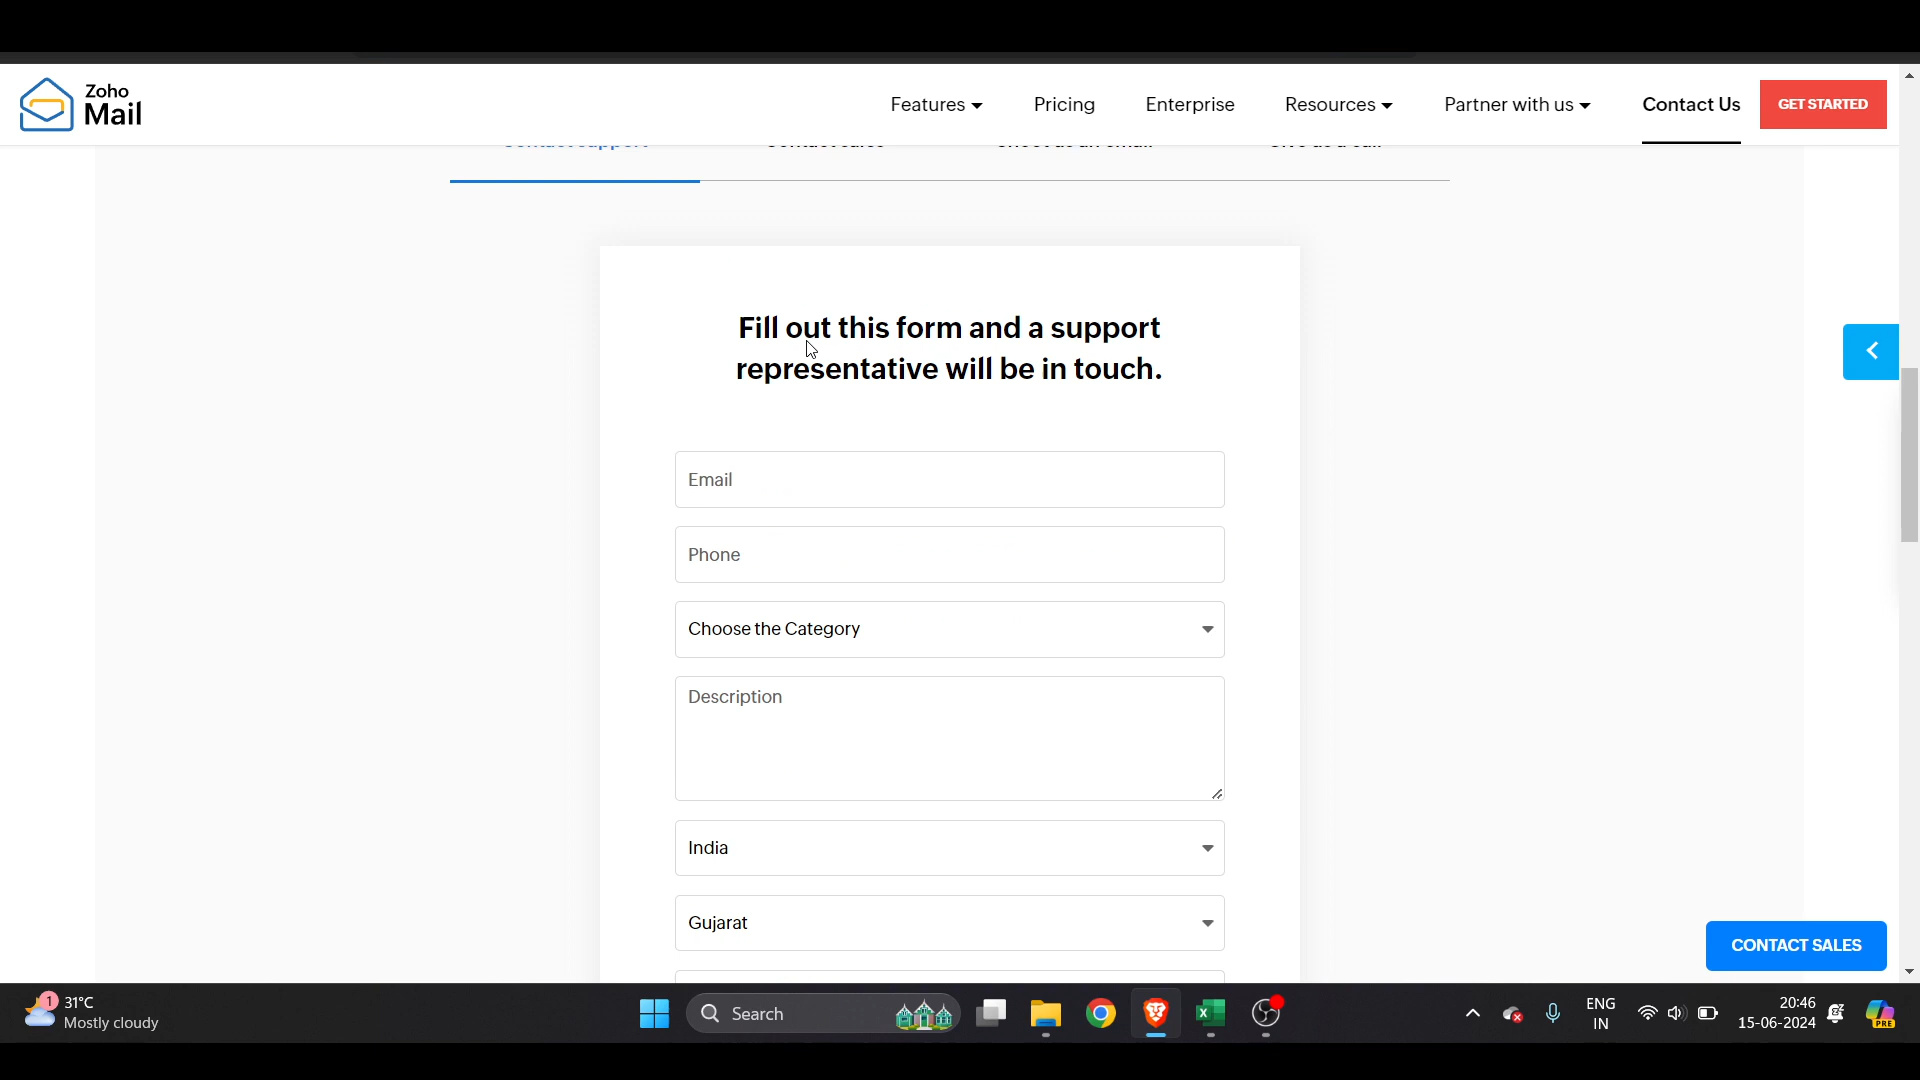 Zoho
Mail
Features
Pricing
Enterprise
Resources
Partner with us
Contact Us
GET STARTED
Fill out this form and a support
representative will be in touch.
Email
Phone
Choose the Category
Description
India
Gujarat
CONTACT SALES
1
31°C
Mostly cloudy
Search
ENG
IN
20:46
15-06-2024
PRE